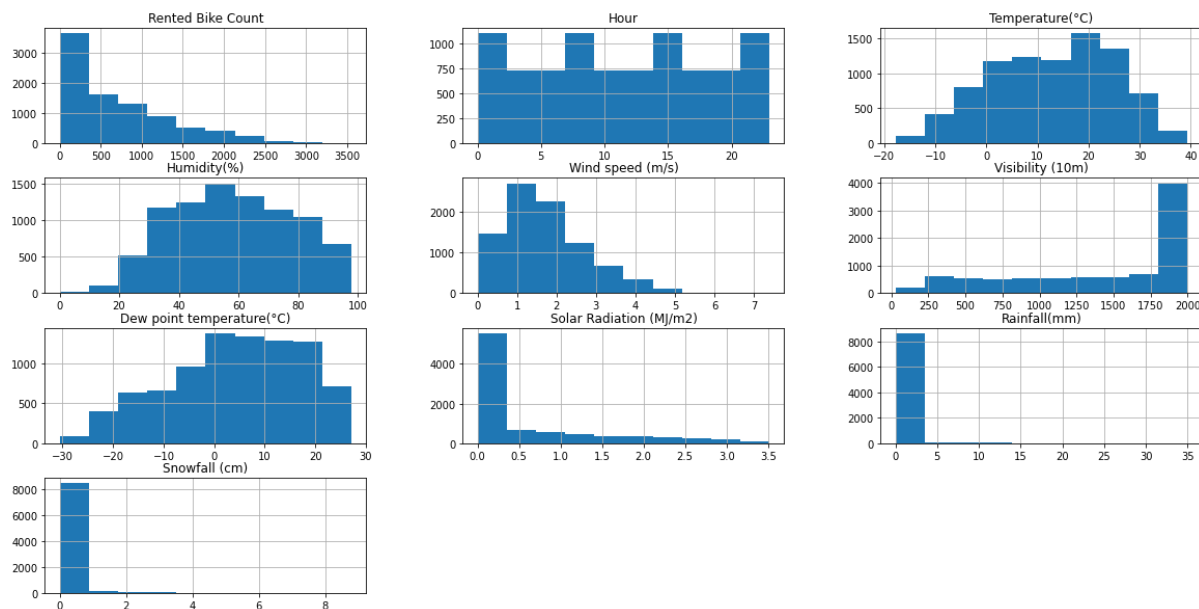 Rented Bike Count
3000
2000
1000
0
0 500 1000 1500 2000 2500 3000 3500
Hour
1000
750
500
250
0
0 5 10 15 20
Temperature(°C)
1500
1000
500
0
−20 −10 0 10 20 30 40
Humidity(%)
1500
1000
500
0
0 20 40 60 80 100
Wind speed (m/s)
2000
1000
0
0 1 2 3 4 5 6 7
Visibility (10m)
4000
3000
2000
1000
0
0 250 500 750 1000 1250 1500 1750 2000
Dew point temperature(°C)
1000
500
0
−30 −20 −10 0 10 20 30
Solar Radiation (MJ/m2)
4000
2000
0
0.0 0.5 1.0 1.5 2.0 2.5 3.0 3.5
Rainfall(mm)
8000
6000
4000
2000
0
0 5 10 15 20 25 30 35
Snowfall (cm)
8000
6000
4000
2000
0
0 2 4 6 8